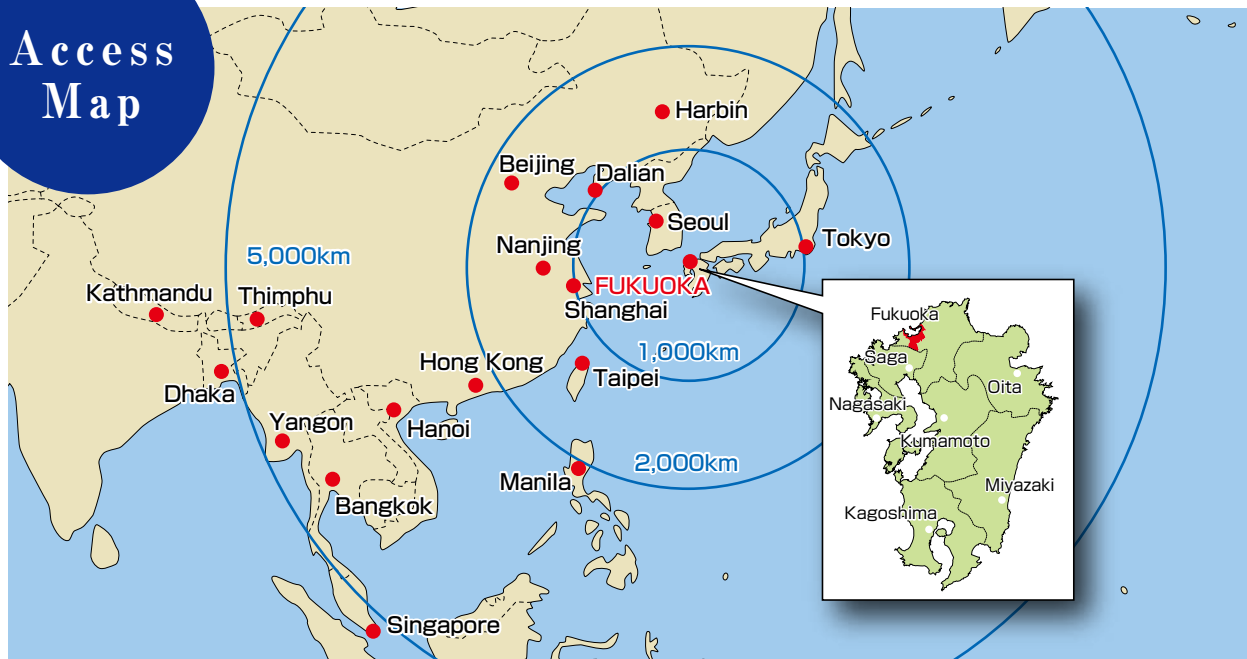 Access
Map
Harbin
Beijing
Dalian
Seoul
Tokyo
Nanjing
5,000km
FUKUOKA
Shanghai
Kathmandu
Thimphu
1,000km
Hong Kong
Taipei
Dhaka
Yangon
Hanoi
2,000km
Manila
Bangkok
Singapore
Fukuoka
Saga
Oita
Nagasaki
Kumamoto
Miyazaki
Kagoshima